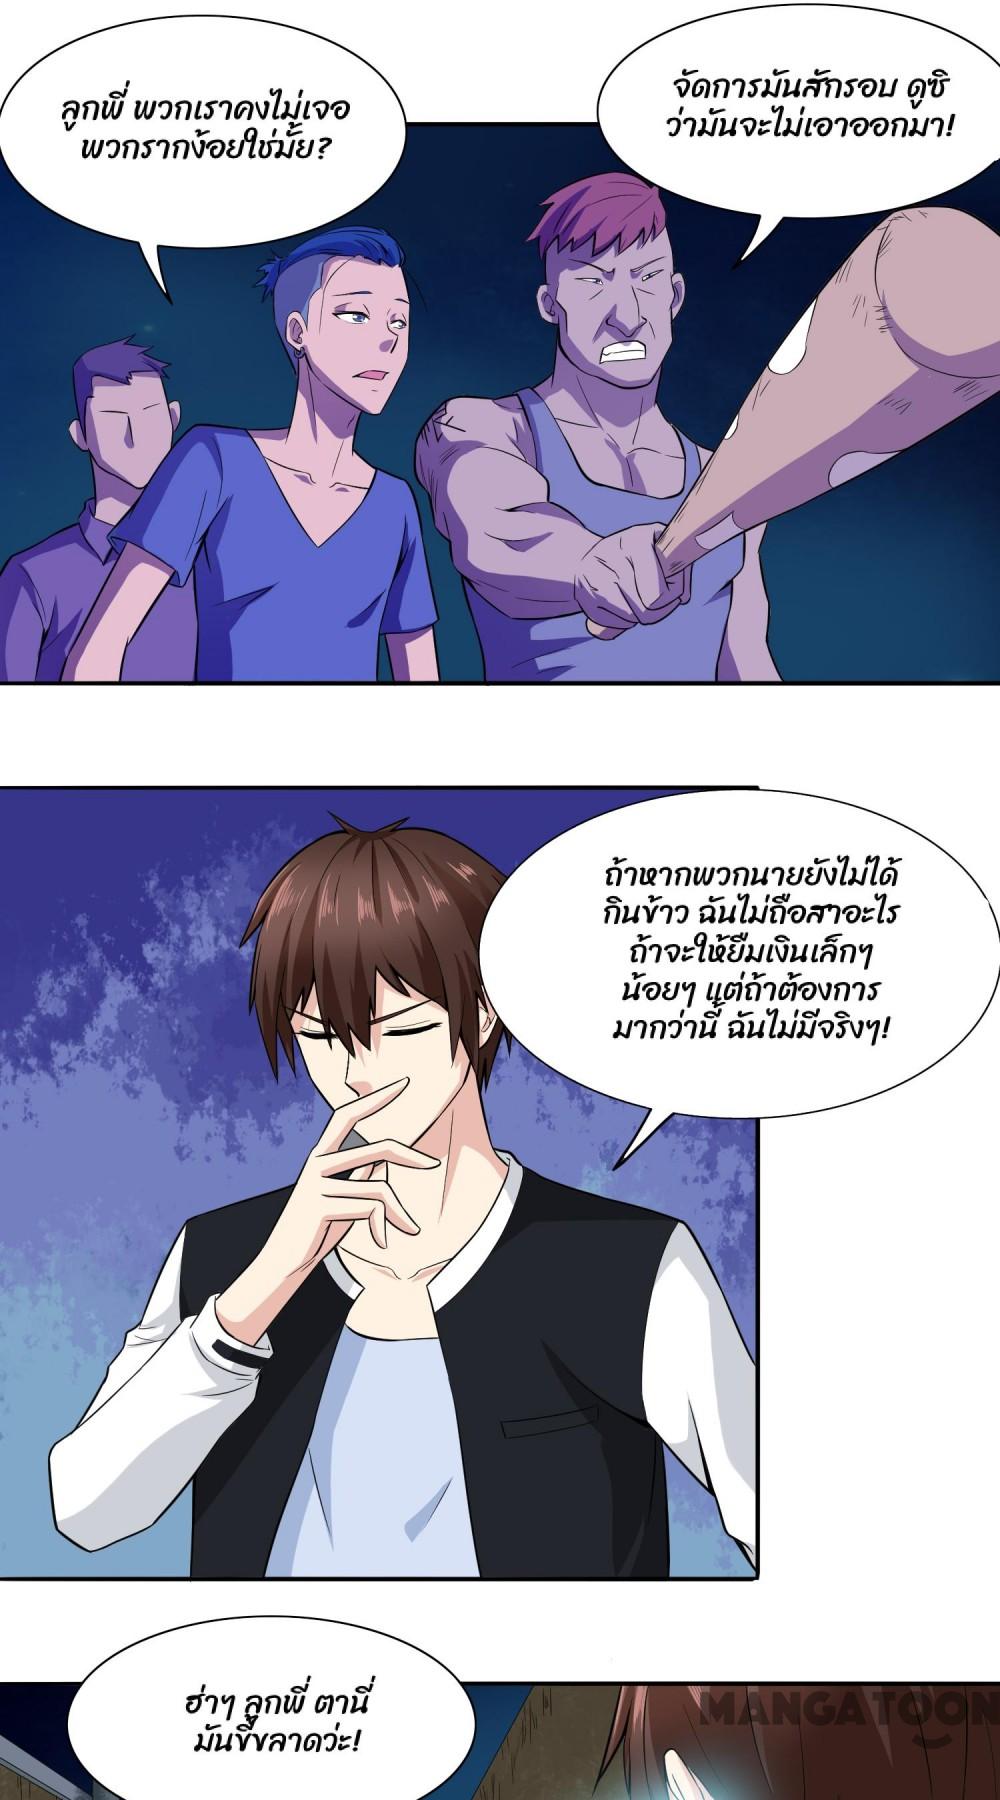 ลูกพี่ พวกเราคงไม่เจอ
พวกรากง้อยใช่มั้ย?
จัดการมันสักรอบ ดูซิ
ว่ามันจะไม่เอาออกมา!
ถ้าหากพวกนายยังไม่ได้
กินข้าว ฉันไม่ถือสาอะไร
ถ้าจะให้ยืมเงินเล็กๆ
น้อยๆ แต่ถ้าต้องการ
มากว่านี้ ฉันไม่มีจริงๆ!
ฮ่าๆ ลูกพี่ ตานี่
มันขี้ขลาดว่ะ!
MANGATOON